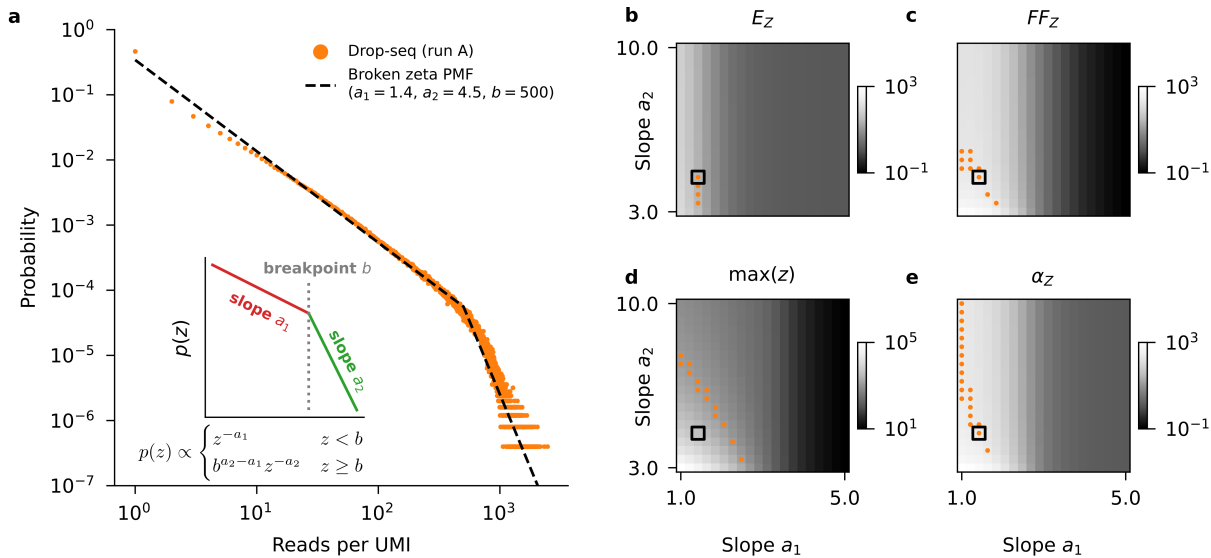 a
10^0
10^−1
10^−2
10^−3
10^−4
10^−5
10^−6
10^−7
Probability
10^0
10^1
10^2
10^3
Reads per UMI
Drop-seq (run A)
Broken zeta PMF
(a_1 = 1.4, a_2 = 4.5, b = 500)
breakpoint b
slope a_1
slope a_2
p(z)
p(z) ∝ { z^{−a_1} z < b
b^{a_2−a_1} z^{−a_2} z ≥ b
b
E_Z
10.0
3.0
Slope a_2
10^3
10^−1
c
FF_Z
10^3
10^−1
d
max(z)
10.0
3.0
Slope a_2
1.0
5.0
10^5
10^1
e
α_Z
1.0
5.0
10^3
10^−1
Slope a_1
Slope a_1